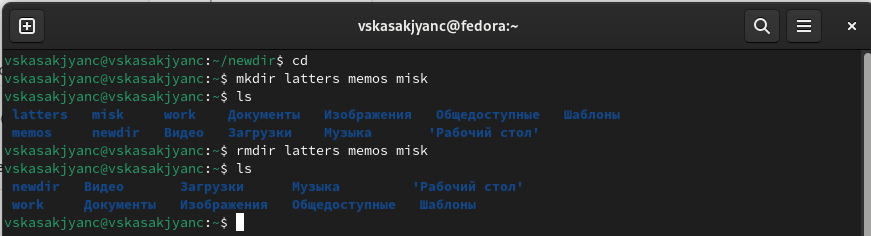 vskasakjyanc@fedora:~
vskasakjyanc@vskasakjyanc:~/newdir$ cd
vskasakjyanc@vskasakjyanc:~$ mkdir latters memos misk
vskasakjyanc@vskasakjyanc:~$ ls
latters misk work Документы Изображения Общедоступные Шаблоны
memos newdir Видео Загрузки Музыка 'Рабочий стол'
vskasakjyanc@vskasakjyanc:~$ rmdir latters memos misk
vskasakjyanc@vskasakjyanc:~$ ls
newdir Видео Загрузки Музыка 'Рабочий стол'
work Документы Изображения Общедоступные Шаблоны
vskasakjyanc@vskasakjyanc:~$